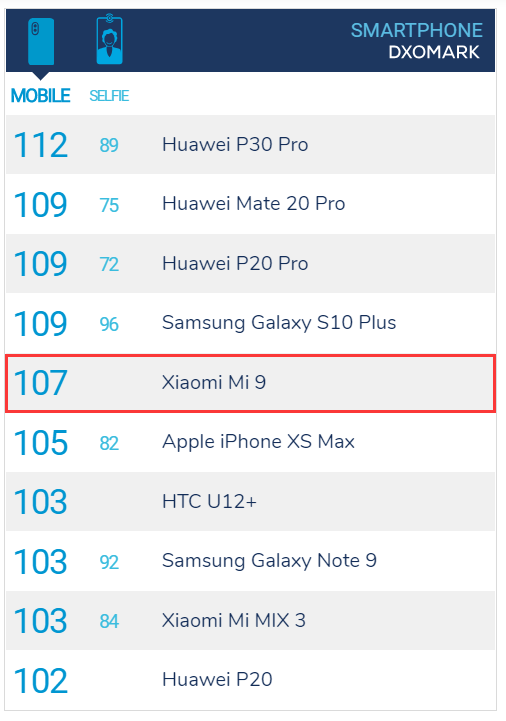 SMARTPHONE
DXOMARK
MOBILE SELFIE
112 89 Huawei P30 Pro
109 75 Huawei Mate 20 Pro
109 72 Huawei P20 Pro
109 96 Samsung Galaxy S10 Plus
107 Xiaomi Mi 9
105 82 Apple iPhone XS Max
103 HTC U12+
103 92 Samsung Galaxy Note 9
103 84 Xiaomi Mi MIX 3
102 Huawei P20